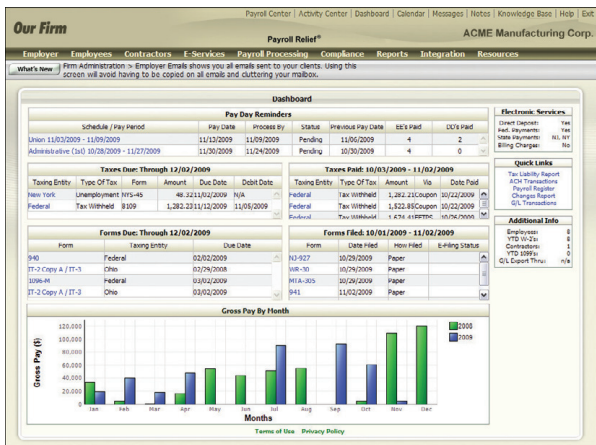 Payroll Center | Activity Center | Dashboard | Calendar | Messages | Notes | Knowledge Base | Help | Exit
Our Firm
Payroll Relief®
ACME Manufacturing Corp.
Employer Employees Contractors E-Services Payroll Processing Compliance Reports Integration Resources
What's New
Firm Administration > Employer Emails shows you all emails sent to your clients. Using this
screen will avoid having to be copied on all emails and cluttering your mailbox.
Dashboard
Pay Day Reminders
Schedule / Pay Period Pay Date Process By Status Previous Pay Date EE's Paid DD's Paid
Union 11/03/2009 - 11/09/2009 11/13/2009 11/09/2009 Pending 11/06/2009 4 2
Administrative (1st) 10/28/2009 - 11/27/2009 11/30/2009 11/24/2009 Pending 10/30/2009 4 0
Taxes Due: Through 12/02/2009
Taxing Entity Type Of Tax Form Amount Due Date Debit Date
New York Unemployment NYS-45 48.32 11/02/2009 N/A
Federal Tax Withheld 8109 1,282.23 11/12/2009 11/05/2009
Taxes Paid: 10/03/2009 - 11/02/2009
Taxing Entity Type Of Tax Amount Via Date Paid
Federal Tax Withheld 1,282.21 Coupon 10/22/2009
Federal Tax Withheld 1,522.85 Coupon 10/22/2009
Federal Tax Withheld 1,674.41 EFTPS 10/26/2009
Forms Due: Through 12/02/2009
Form Taxing Entity Due Date
940 Federal 02/02/2009
IT-2 Copy A / IT-3 Ohio 02/29/2008
1096-M Federal 03/02/2009
IT-2 Copy A / IT-3 Ohio 03/02/2009
Forms Filed: 10/01/2009 - 11/02/2009
Form Date Filed How Filed E-Filing Status
NJ-927 10/29/2009 Paper
WR-30 10/29/2009 Paper
MTA-305 10/29/2009 Paper
941 11/02/2009 Paper
Electronic Services
Direct Deposit: Yes
Fed. Payments: Yes
State Payments: NJ, NY
Billing Charges: No
Quick Links
Tax Liability Report
ACH Transactions
Payroll Register
Changes Report
G/L Transactions
Additional Info
Employees: 8
YTD W-2's: 8
Contractors: 1
YTD 1099's: 0
G/L Export Thru: n/a
Gross Pay By Month
Gross Pay ($)
120,000
100,000
80,000
60,000
40,000
20,000
0
Jan Feb Mar Apr May Jun Jul Aug Sep Oct Nov Dec
Months
2008
2009
Terms of Use Privacy Policy